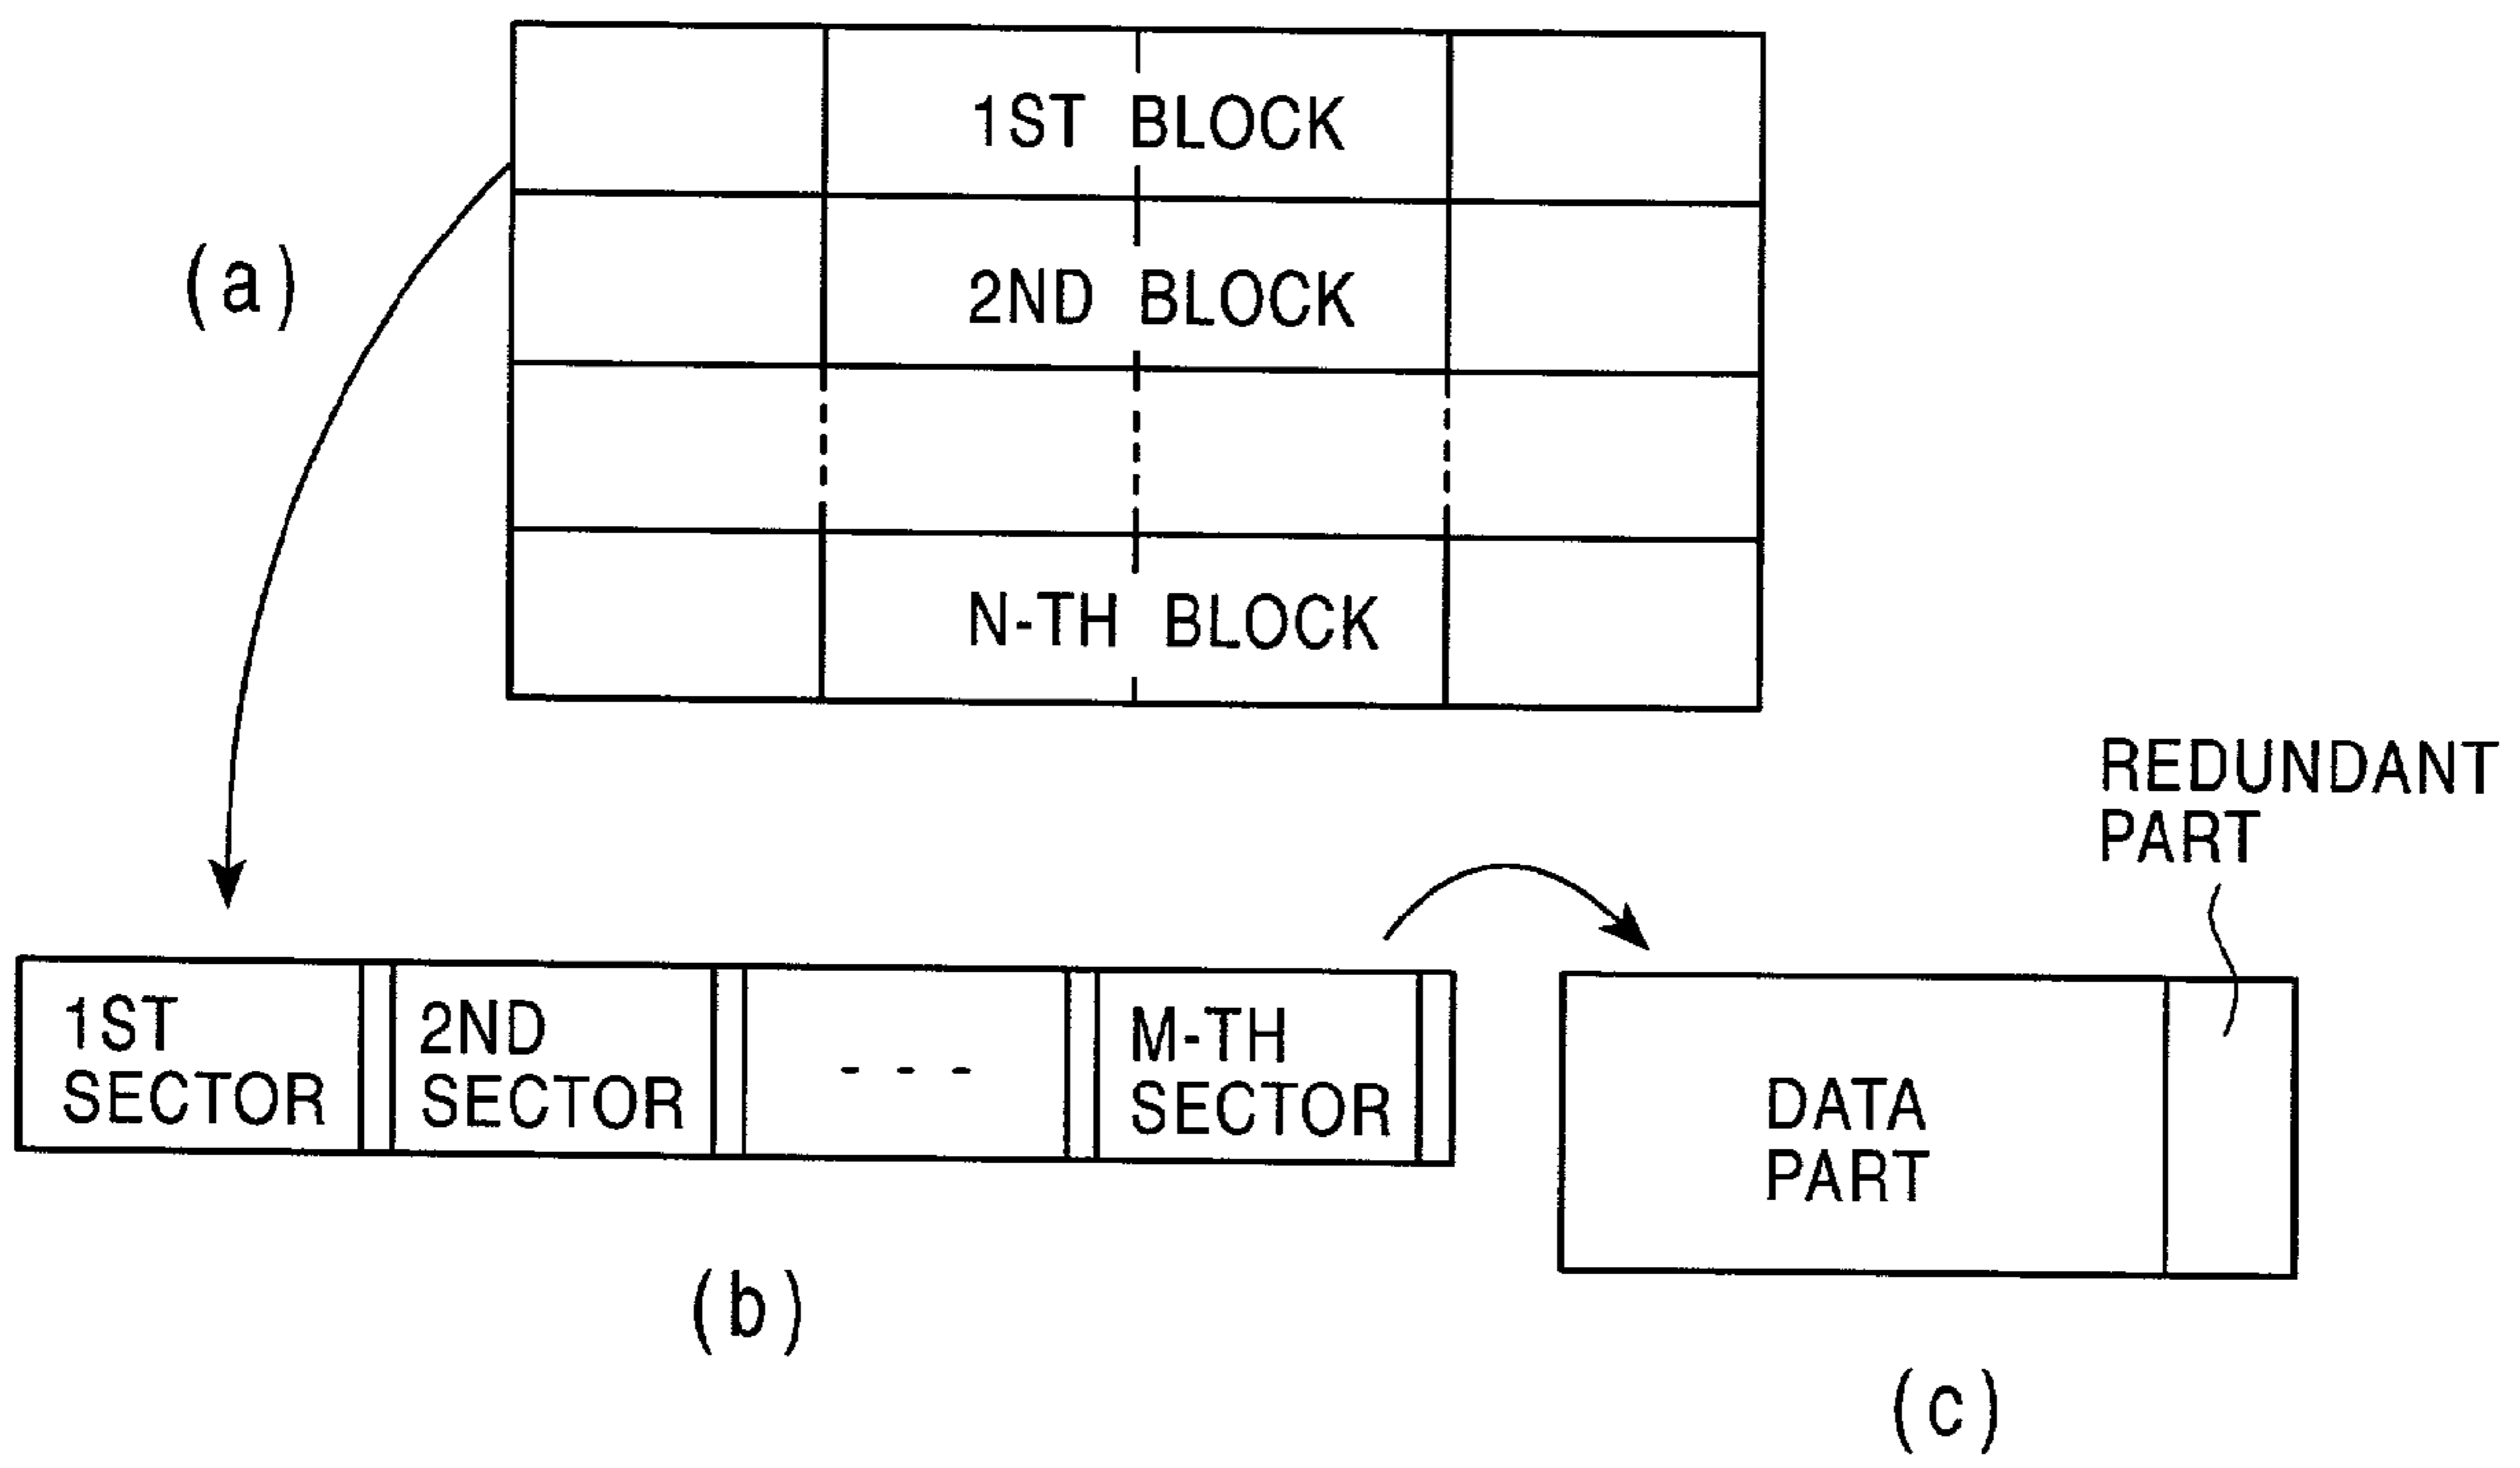 1ST BLOCK
(a)
2ND BLOCK
N-TH BLOCK
REDUNDANT
PART
1ST
SECTOR
2ND
SECTOR
- - -
M-TH
SECTOR
DATA
PART
(b)
(c)